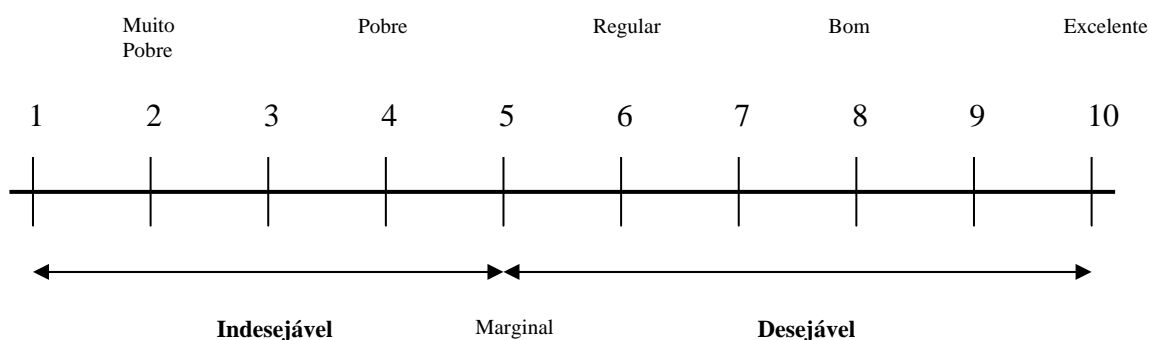 Muito Pobre Regular Bom Excelente
Pobre
1 2 3 4 5 6 7 8 9 10
Indesejável Marginal Desejável